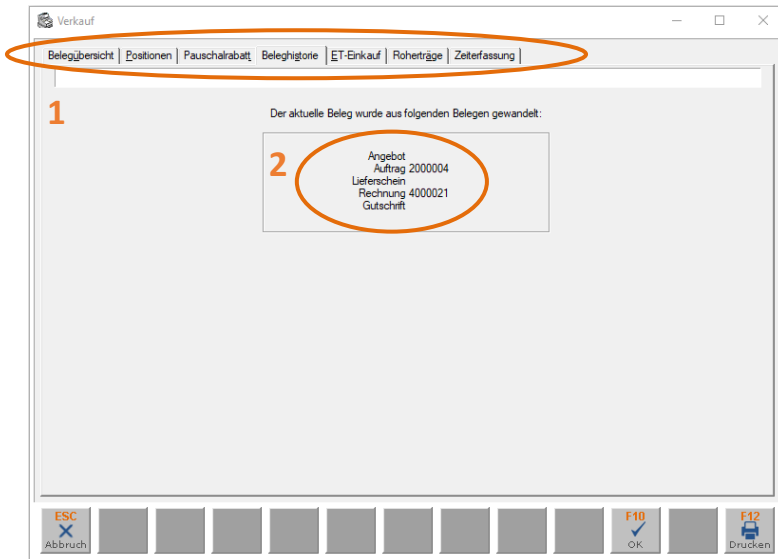 Verkauf
Belegübersicht Positionen Pauschalrabatt Beleghistorie ET-Einkauf Roherträge Zeiterfassung
1
Der aktuelle Beleg wurde aus folgenden Belegen gewandelt:
2
Angebot
Auftrag 2000004
Lieferschein
Rechnung 4000021
Gutschrift
ESC F10 F12
Abbruch OK Drucken